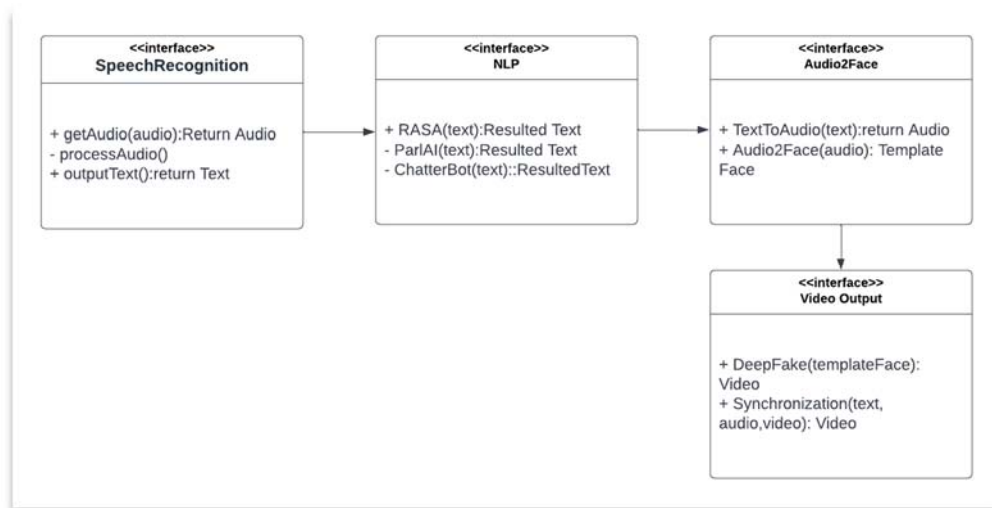 <<interface>>
SpeechRecognition
+ getAudio(audio):Return Audio
- processAudio()
+ outputText():return Text
<<interface>>
NLP
+ RASA(text):Resulted Text
- ParlAI(text):Resulted Text
- ChatterBot(text)::ResultedText
<<interface>>
Audio2Face
+ TextToAudio(text):return Audio
+ Audio2Face(audio): Template
Face
<<interface>>
Video Output
+ DeepFake(templateFace):
Video
+ Synchronization(text,
audio,video): Video